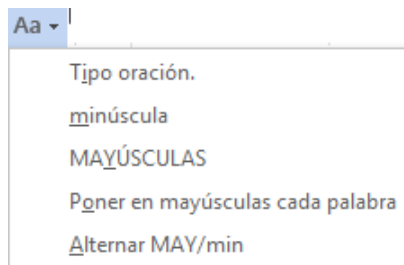 Aa
Tipo oración.
minúscula
MAYÚSCULAS
Poner en mayúsculas cada palabra
Alternar MAY/min